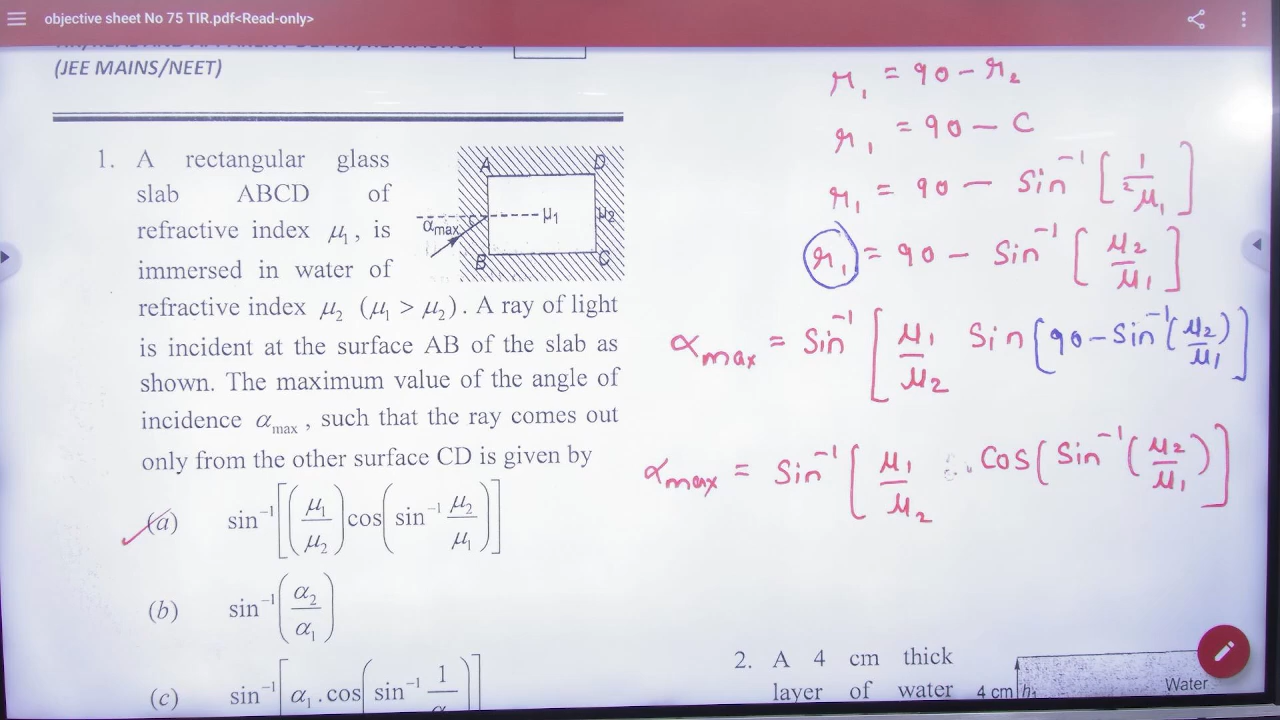 objective sheet No 75 TIR.pdf<Read-only>
(JEE MAINS/NEET)
1. A rectangular glass
slab ABCD of
refractive index μ₁, is
immersed in water of
refractive index μ₂ (μ₁ > μ₂). A ray of light
is incident at the surface AB of the slab as
shown. The maximum value of the angle of
incidence α_max, such that the ray comes out
only from the other surface CD is given by
A D
μ₁ μ₂
α_max
B C
(a) sin⁻¹[(μ₁/μ₂) cos(sin⁻¹ μ₂/μ₁)]
(b) sin⁻¹(α₂/α₁)
(c) sin⁻¹[α₁.cos(sin⁻¹ 1/
r₁ = 90 - r₂
r₁ = 90 - C
r₁ = 90 - Sin⁻¹[1/₂μ₁]
r₁ = 90 - Sin⁻¹[μ₂/μ₁]
α_max = Sin⁻¹[μ₁/μ₂ Sin[90 - Sin⁻¹(μ₂/μ₁)]
α_max = Sin⁻¹[μ₁/μ₂ . Cos(Sin⁻¹(μ₂/μ₁)]
2. A 4 cm thick
layer of water
4 cm h₁
Water